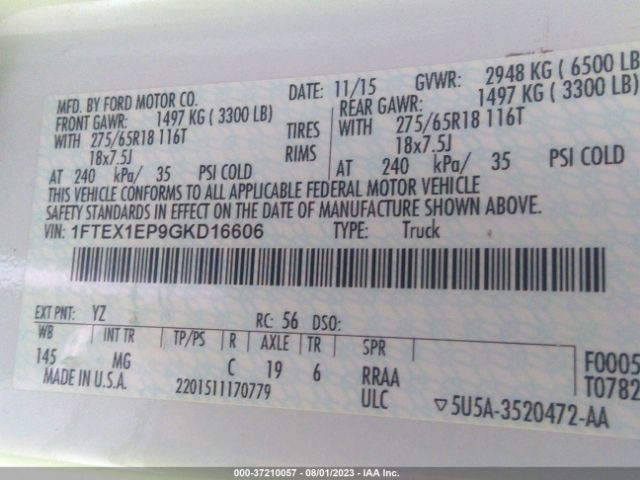 MFD. BY FORD MOTOR CO. DATE: 11/15 GVWR: 2948 KG ( 6500 LB
FRONT GAWR: 1497 KG ( 3300 LB) REAR GAWR: 1497 KG ( 3300 LB)
WITH 275/65R18 116T TIRES WITH 275/65R18 116T
18x7.5J RIMS 18x7.5J
AT 240 kPa/ 35 PSI COLD AT 240 kPa/ 35 PSI COLD
THIS VEHICLE CONFORMS TO ALL APPLICABLE FEDERAL MOTOR VEHICLE
SAFETY STANDARDS IN EFFECT ON THE DATE OF MANUFACTURE SHOWN ABOVE.
VIN: 1FTEX1EP9GKD16606 TYPE: Truck
EXT PNT: YZ RC: 56 DSO:
WB INT TR TP/PS R AXLE TR SPR
145 MG C 19 6 RRAA F0005
MADE IN U.S.A. 2201511170779 ULC T0782
▽5U5A-3520472-AA
000-37210057 - 08/01/2023 - IAA Inc.